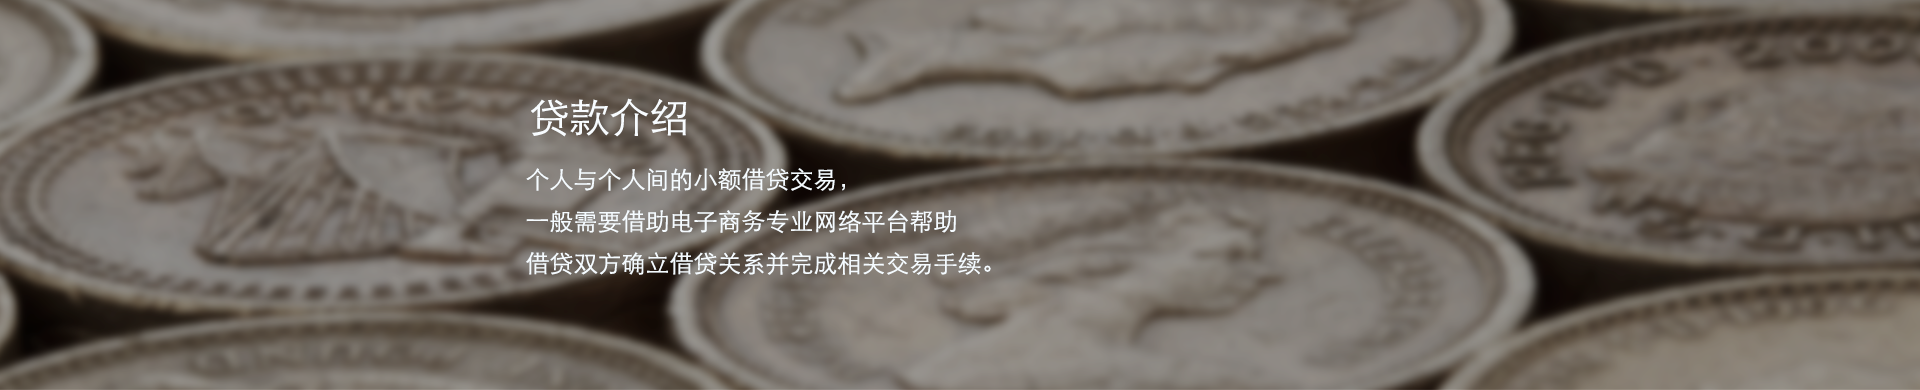 贷款介绍
个人与个人间的小额借贷交易，
一般需要借助电子商务专业网络平台帮助
借贷双方确立借贷关系并完成相关交易手续。